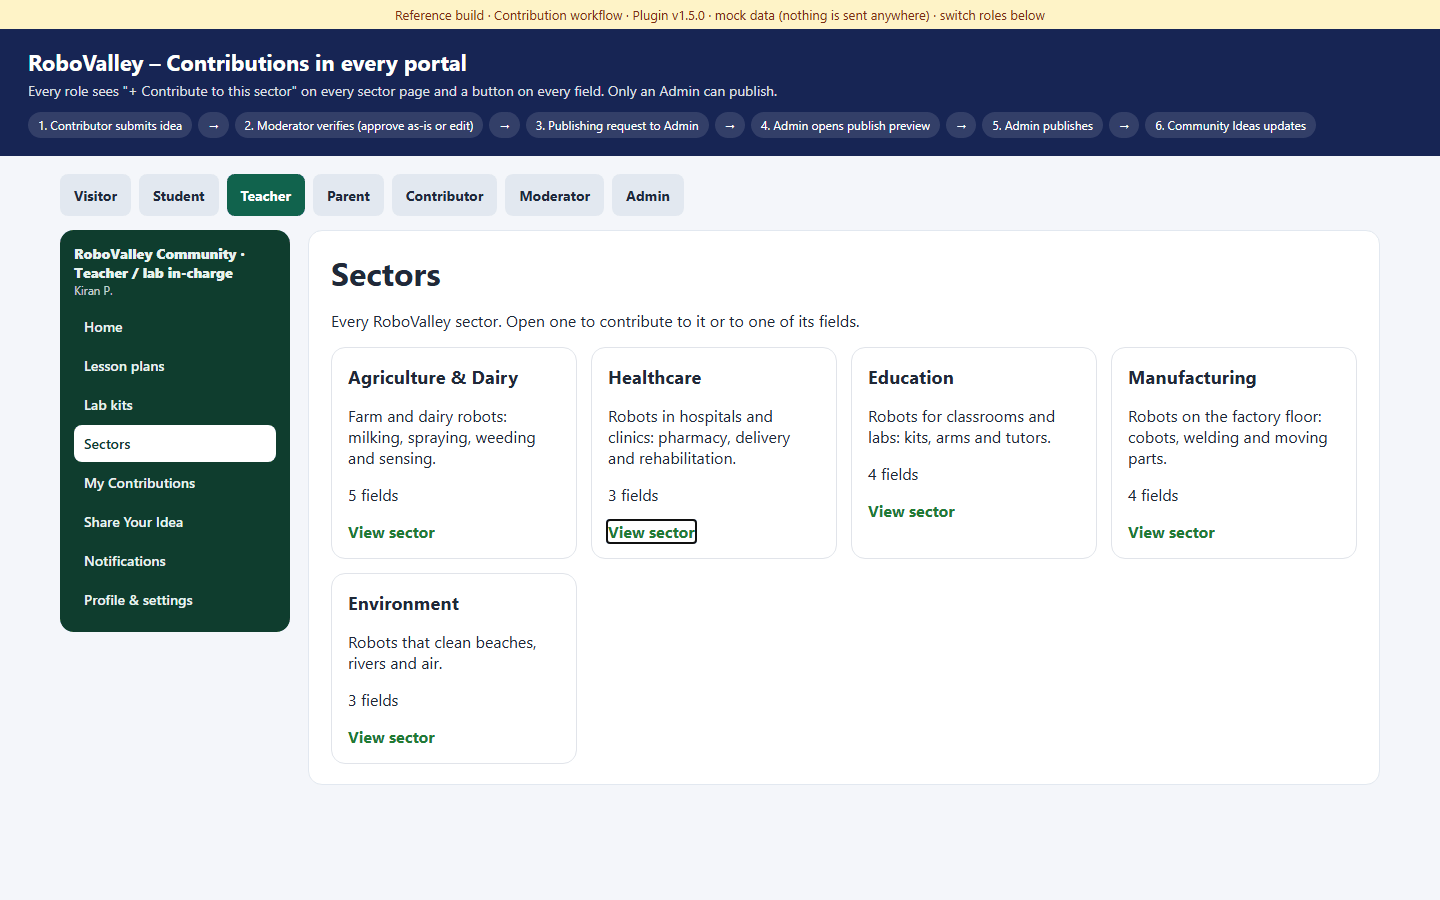 Reference build · Contribution workflow · Plugin v1.5.0 · mock data (nothing is sent anywhere) · switch roles below
RoboValley – Contributions in every portal
Every role sees "+ Contribute to this sector" on every sector page and a button on every field. Only an Admin can publish.
1. Contributor submits idea → 2. Moderator verifies (approve as-is or edit) → 3. Publishing request to Admin → 4. Admin opens publish preview → 5. Admin publishes → 6. Community Ideas updates
Visitor Student Teacher Parent Contributor Moderator Admin
RoboValley Community ·
Teacher / lab in-charge
Kiran P.
Home
Lesson plans
Lab kits
Sectors
My Contributions
Share Your Idea
Notifications
Profile & settings
Sectors
Every RoboValley sector. Open one to contribute to it or to one of its fields.
Agriculture & Dairy
Farm and dairy robots:
milking, spraying, weeding
and sensing.
5 fields
View sector
Healthcare
Robots in hospitals and
clinics: pharmacy, delivery
and rehabilitation.
3 fields
View sector
Education
Robots for classrooms and
labs: kits, arms and tutors.
4 fields
View sector
Manufacturing
Robots on the factory floor:
cobots, welding and moving
parts.
4 fields
View sector
Environment
Robots that clean beaches,
rivers and air.
3 fields
View sector